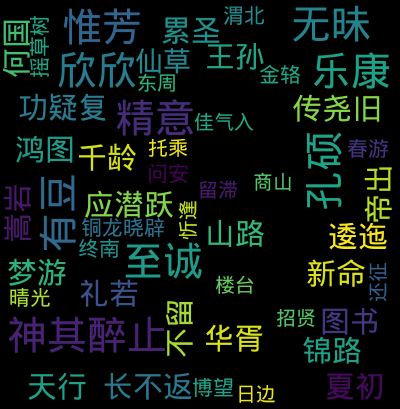 何国
摇草树
惟芳
累圣
渭北
无昧
欣欣
仙草
王孙
东周
金辂
乐康
功疑复
精意
佳气入
传尧旧
鸿图
千龄
托乘
问安
孔硕
春游
嵩岩
有豆
应潜跃
留滞
商山
帝出
铜龙晓辟
忻逢
山路
逶迤
终南
至诚
梦游
晴光
礼若
楼台
新命
还征
神其醉止
不留
华胥
招贤
图书
锦路
天行
长不返
博望
日边
夏初